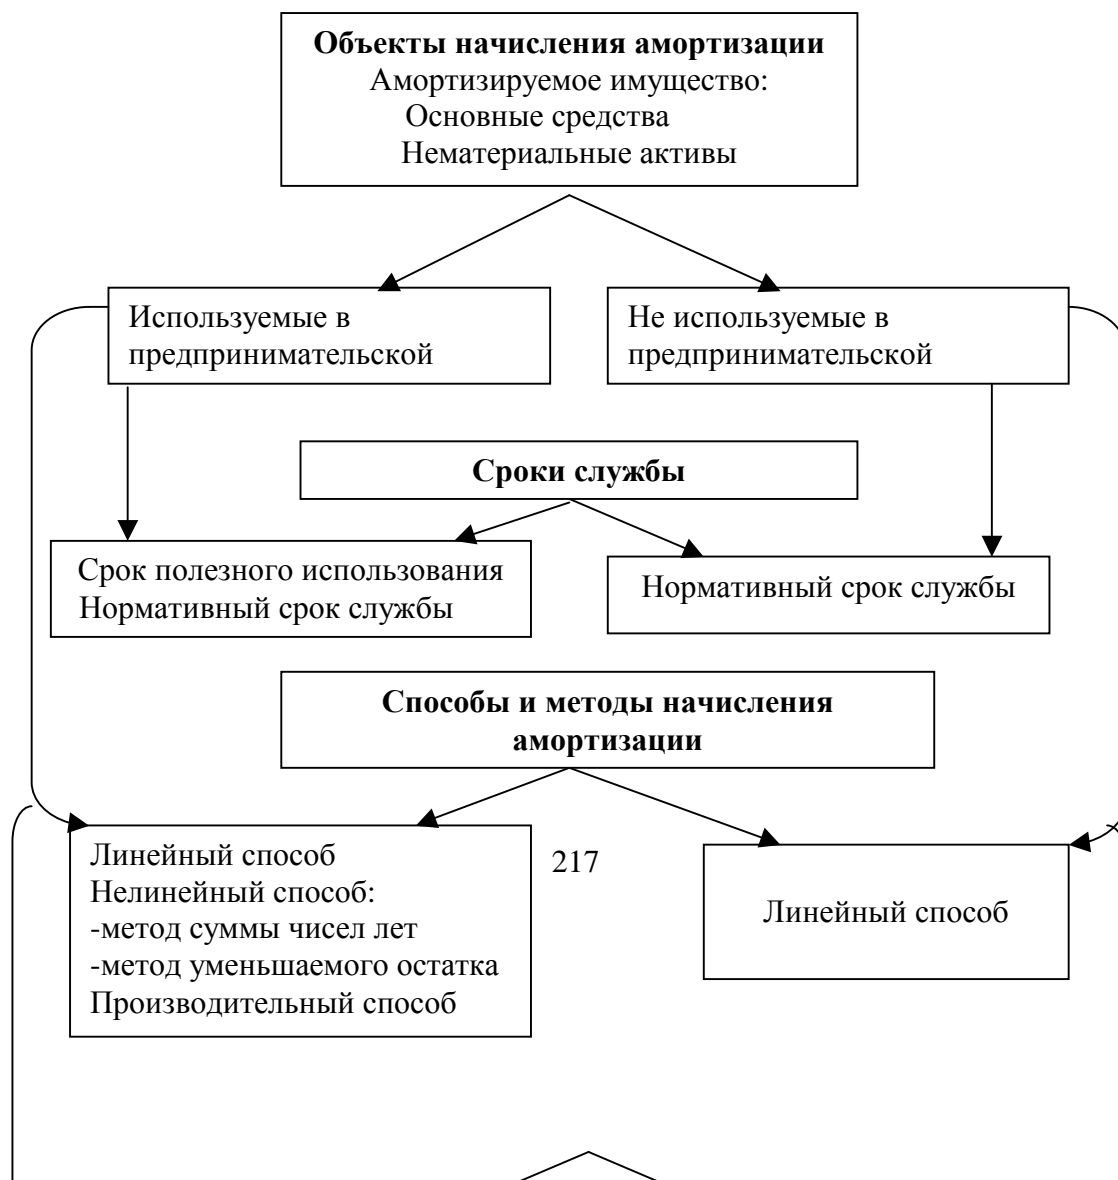 Объекты начисления амортизации
Амортизируемое имущество:
Основные средства
Нематериальные активы
Используемые в
предпринимательской
Не используемые в
предпринимательской
Сроки службы
Срок полезного использования
Нормативный срок службы
Нормативный срок службы
Способы и методы начисления
амортизации
Линейный способ
Нелинейный способ:
-метод суммы чисел лет
-метод уменьшаемого остатка
Производительный способ
217
Линейный способ